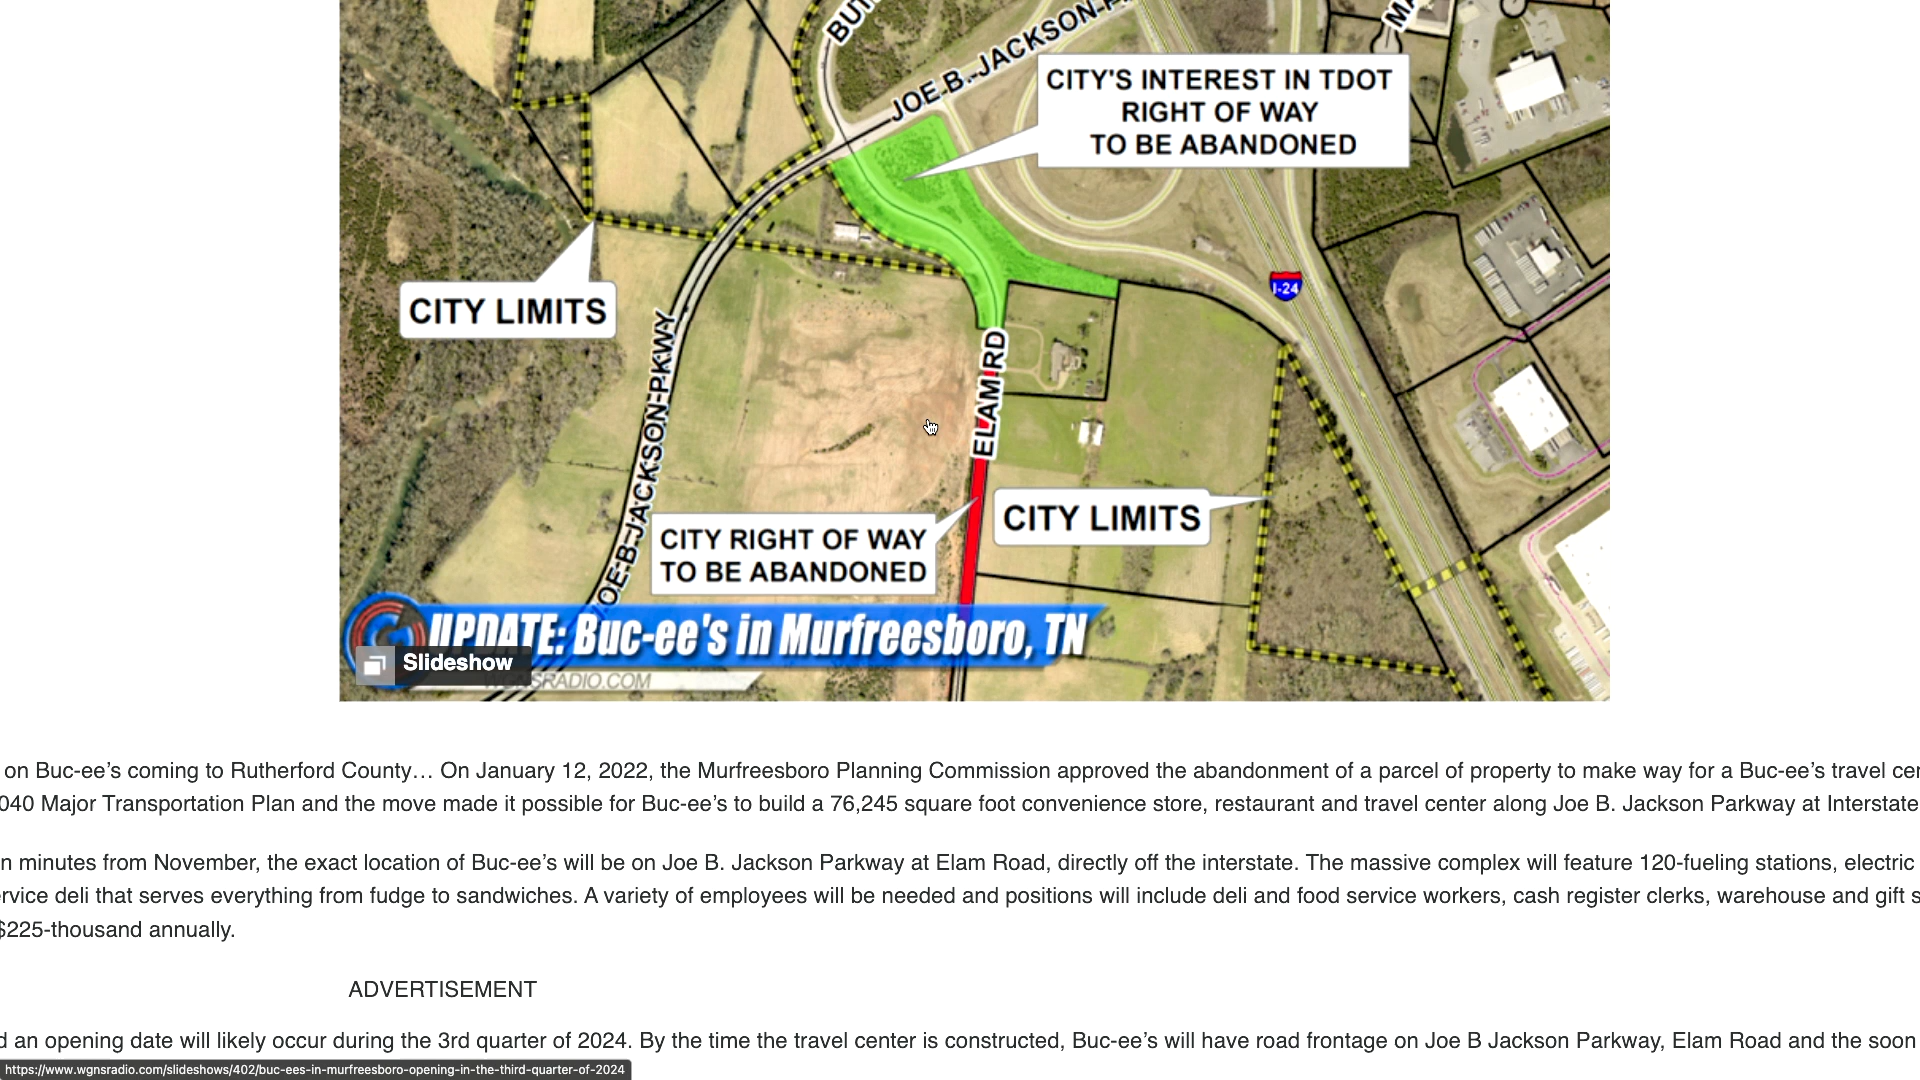 BUT
JOE B. JACKSON P
MA
CITY'S INTEREST IN TDOT
RIGHT OF WAY
TO BE ABANDONED
CITY LIMITS
I-24
JOE B JACKSON PKWY
ELAM RD
CITY LIMITS
CITY RIGHT OF WAY
TO BE ABANDONED
UPDATE: Buc-ee's in Murfreesboro, TN
Slideshow
WGNSRADIO.COM
on Buc-ee’s coming to Rutherford County… On January 12, 2022, the Murfreesboro Planning Commission approved the abandonment of a parcel of property to make way for a Buc-ee’s travel cen
040 Major Transportation Plan and the move made it possible for Buc-ee’s to build a 76,245 square foot convenience store, restaurant and travel center along Joe B. Jackson Parkway at Interstate
n minutes from November, the exact location of Buc-ee’s will be on Joe B. Jackson Parkway at Elam Road, directly off the interstate. The massive complex will feature 120-fueling stations, electric
ervice deli that serves everything from fudge to sandwiches. A variety of employees will be needed and positions will include deli and food service workers, cash register clerks, warehouse and gift s
$225-thousand annually.
ADVERTISEMENT
d an opening date will likely occur during the 3rd quarter of 2024. By the time the travel center is constructed, Buc-ee’s will have road frontage on Joe B Jackson Parkway, Elam Road and the soon
https://www.wgnsradio.com/slideshows/402/buc-ees-in-murfreesboro-opening-in-the-third-quarter-of-2024